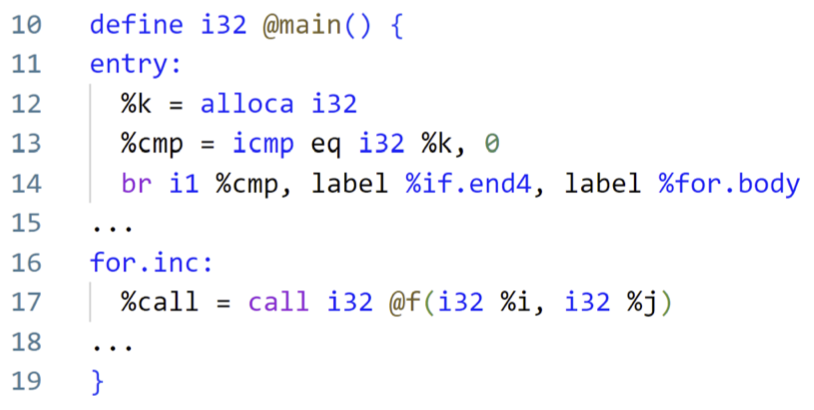 10 define i32 @main() {
11 entry:
12 %k = alloca i32
13 %cmp = icmp eq i32 %k, 0
14 br i1 %cmp, label %if.end4, label %for.body
15 ...
16 for.inc:
17 %call = call i32 @f(i32 %i, i32 %j)
18 ...
19 }